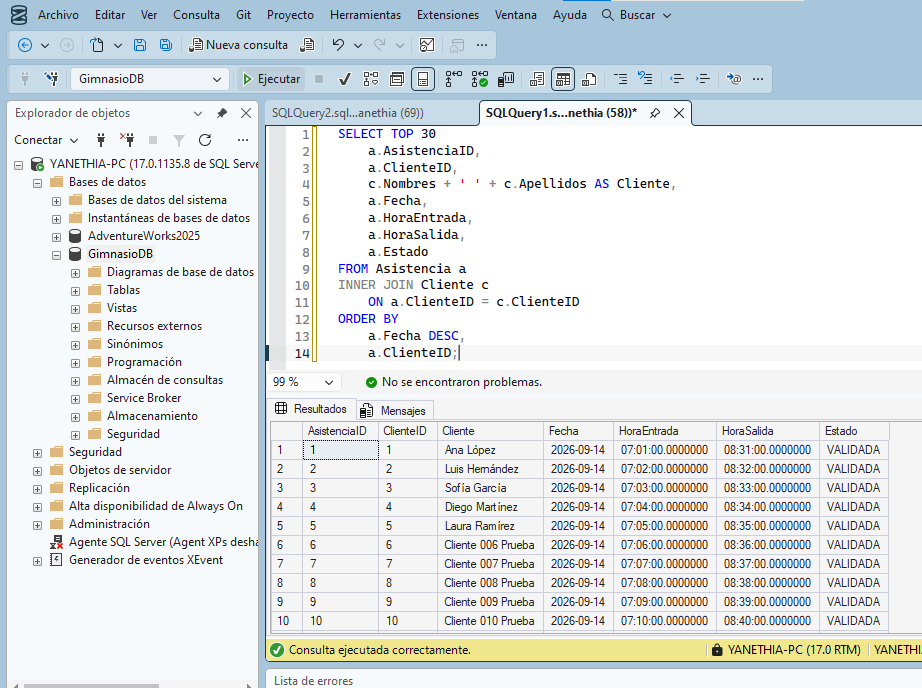 Archivo Editar Ver Consulta Git Proyecto Herramientas Extensiones Ventana Ayuda Buscar
Nueva consulta
GimnasioDB Ejecutar
Explorador de objetos
Conectar
YANETHIA-PC (17.0.1135.8 de SQL Serve
Bases de datos
Bases de datos del sistema
Instantáneas de bases de datos
AdventureWorks2025
GimnasioDB
Diagramas de base de datos
Tablas
Vistas
Recursos externos
Sinónimos
Programación
Almacén de consultas
Service Broker
Almacenamiento
Seguridad
Seguridad
Objetos de servidor
Replicación
Alta disponibilidad de Always On
Administración
Agente SQL Server (Agent XPs desha
Generador de eventos XEvent
SQLQuery2.sql...anethia (69)) SQLQuery1.s...nethia (58))*
1 SELECT TOP 30
2 a.AsistenciaID,
3 a.ClienteID,
4 c.Nombres + ' ' + c.Apellidos AS Cliente,
5 a.Fecha,
6 a.HoraEntrada,
7 a.HoraSalida,
8 a.Estado
9 FROM Asistencia a
10 INNER JOIN Cliente c
11 ON a.ClienteID = c.ClienteID
12 ORDER BY
13 a.Fecha DESC,
14 a.ClienteID;
99 % No se encontraron problemas.
Resultados Mensajes
AsistenciaID ClienteID Cliente Fecha HoraEntrada HoraSalida Estado
1 1 1 Ana López 2026-09-14 07:01:00.0000000 08:31:00.0000000 VALIDADA
2 2 2 Luis Hernández 2026-09-14 07:02:00.0000000 08:32:00.0000000 VALIDADA
3 3 3 Sofía García 2026-09-14 07:03:00.0000000 08:33:00.0000000 VALIDADA
4 4 4 Diego Martínez 2026-09-14 07:04:00.0000000 08:34:00.0000000 VALIDADA
5 5 5 Laura Ramírez 2026-09-14 07:05:00.0000000 08:35:00.0000000 VALIDADA
6 6 6 Cliente 006 Prueba 2026-09-14 07:06:00.0000000 08:36:00.0000000 VALIDADA
7 7 7 Cliente 007 Prueba 2026-09-14 07:07:00.0000000 08:37:00.0000000 VALIDADA
8 8 8 Cliente 008 Prueba 2026-09-14 07:08:00.0000000 08:38:00.0000000 VALIDADA
9 9 9 Cliente 009 Prueba 2026-09-14 07:09:00.0000000 08:39:00.0000000 VALIDADA
10 10 10 Cliente 010 Prueba 2026-09-14 07:10:00.0000000 08:40:00.0000000 VALIDADA
Consulta ejecutada correctamente. YANETHIA-PC (17.0 RTM) YANETHI
Lista de errores